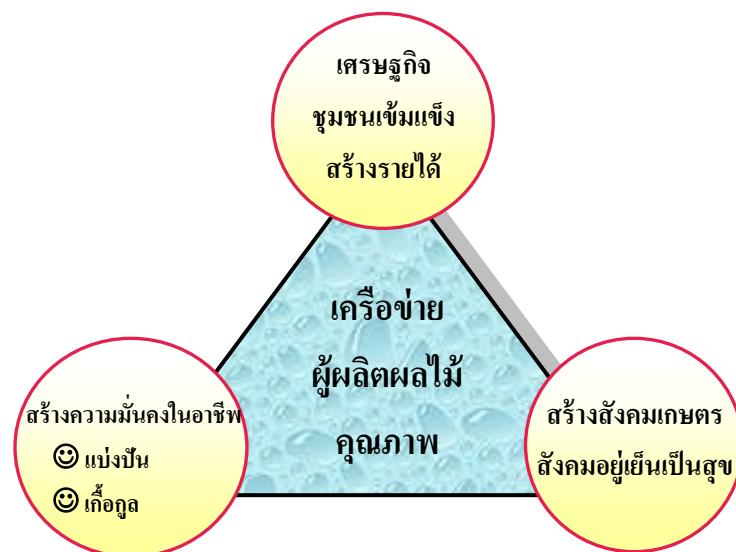 เศรษฐกิจ
ชุมชนเข้มแข็ง
สร้างรายได้
เครือข่าย
ผู้ผลิตผลไม้
คุณภาพ
สร้างความมั่นคงในอาชีพ
☺ แบ่งปัน
☺ เกื้อกูล
สร้างสังคมเกษตร
สังคมอยู่เย็นเป็นสุข